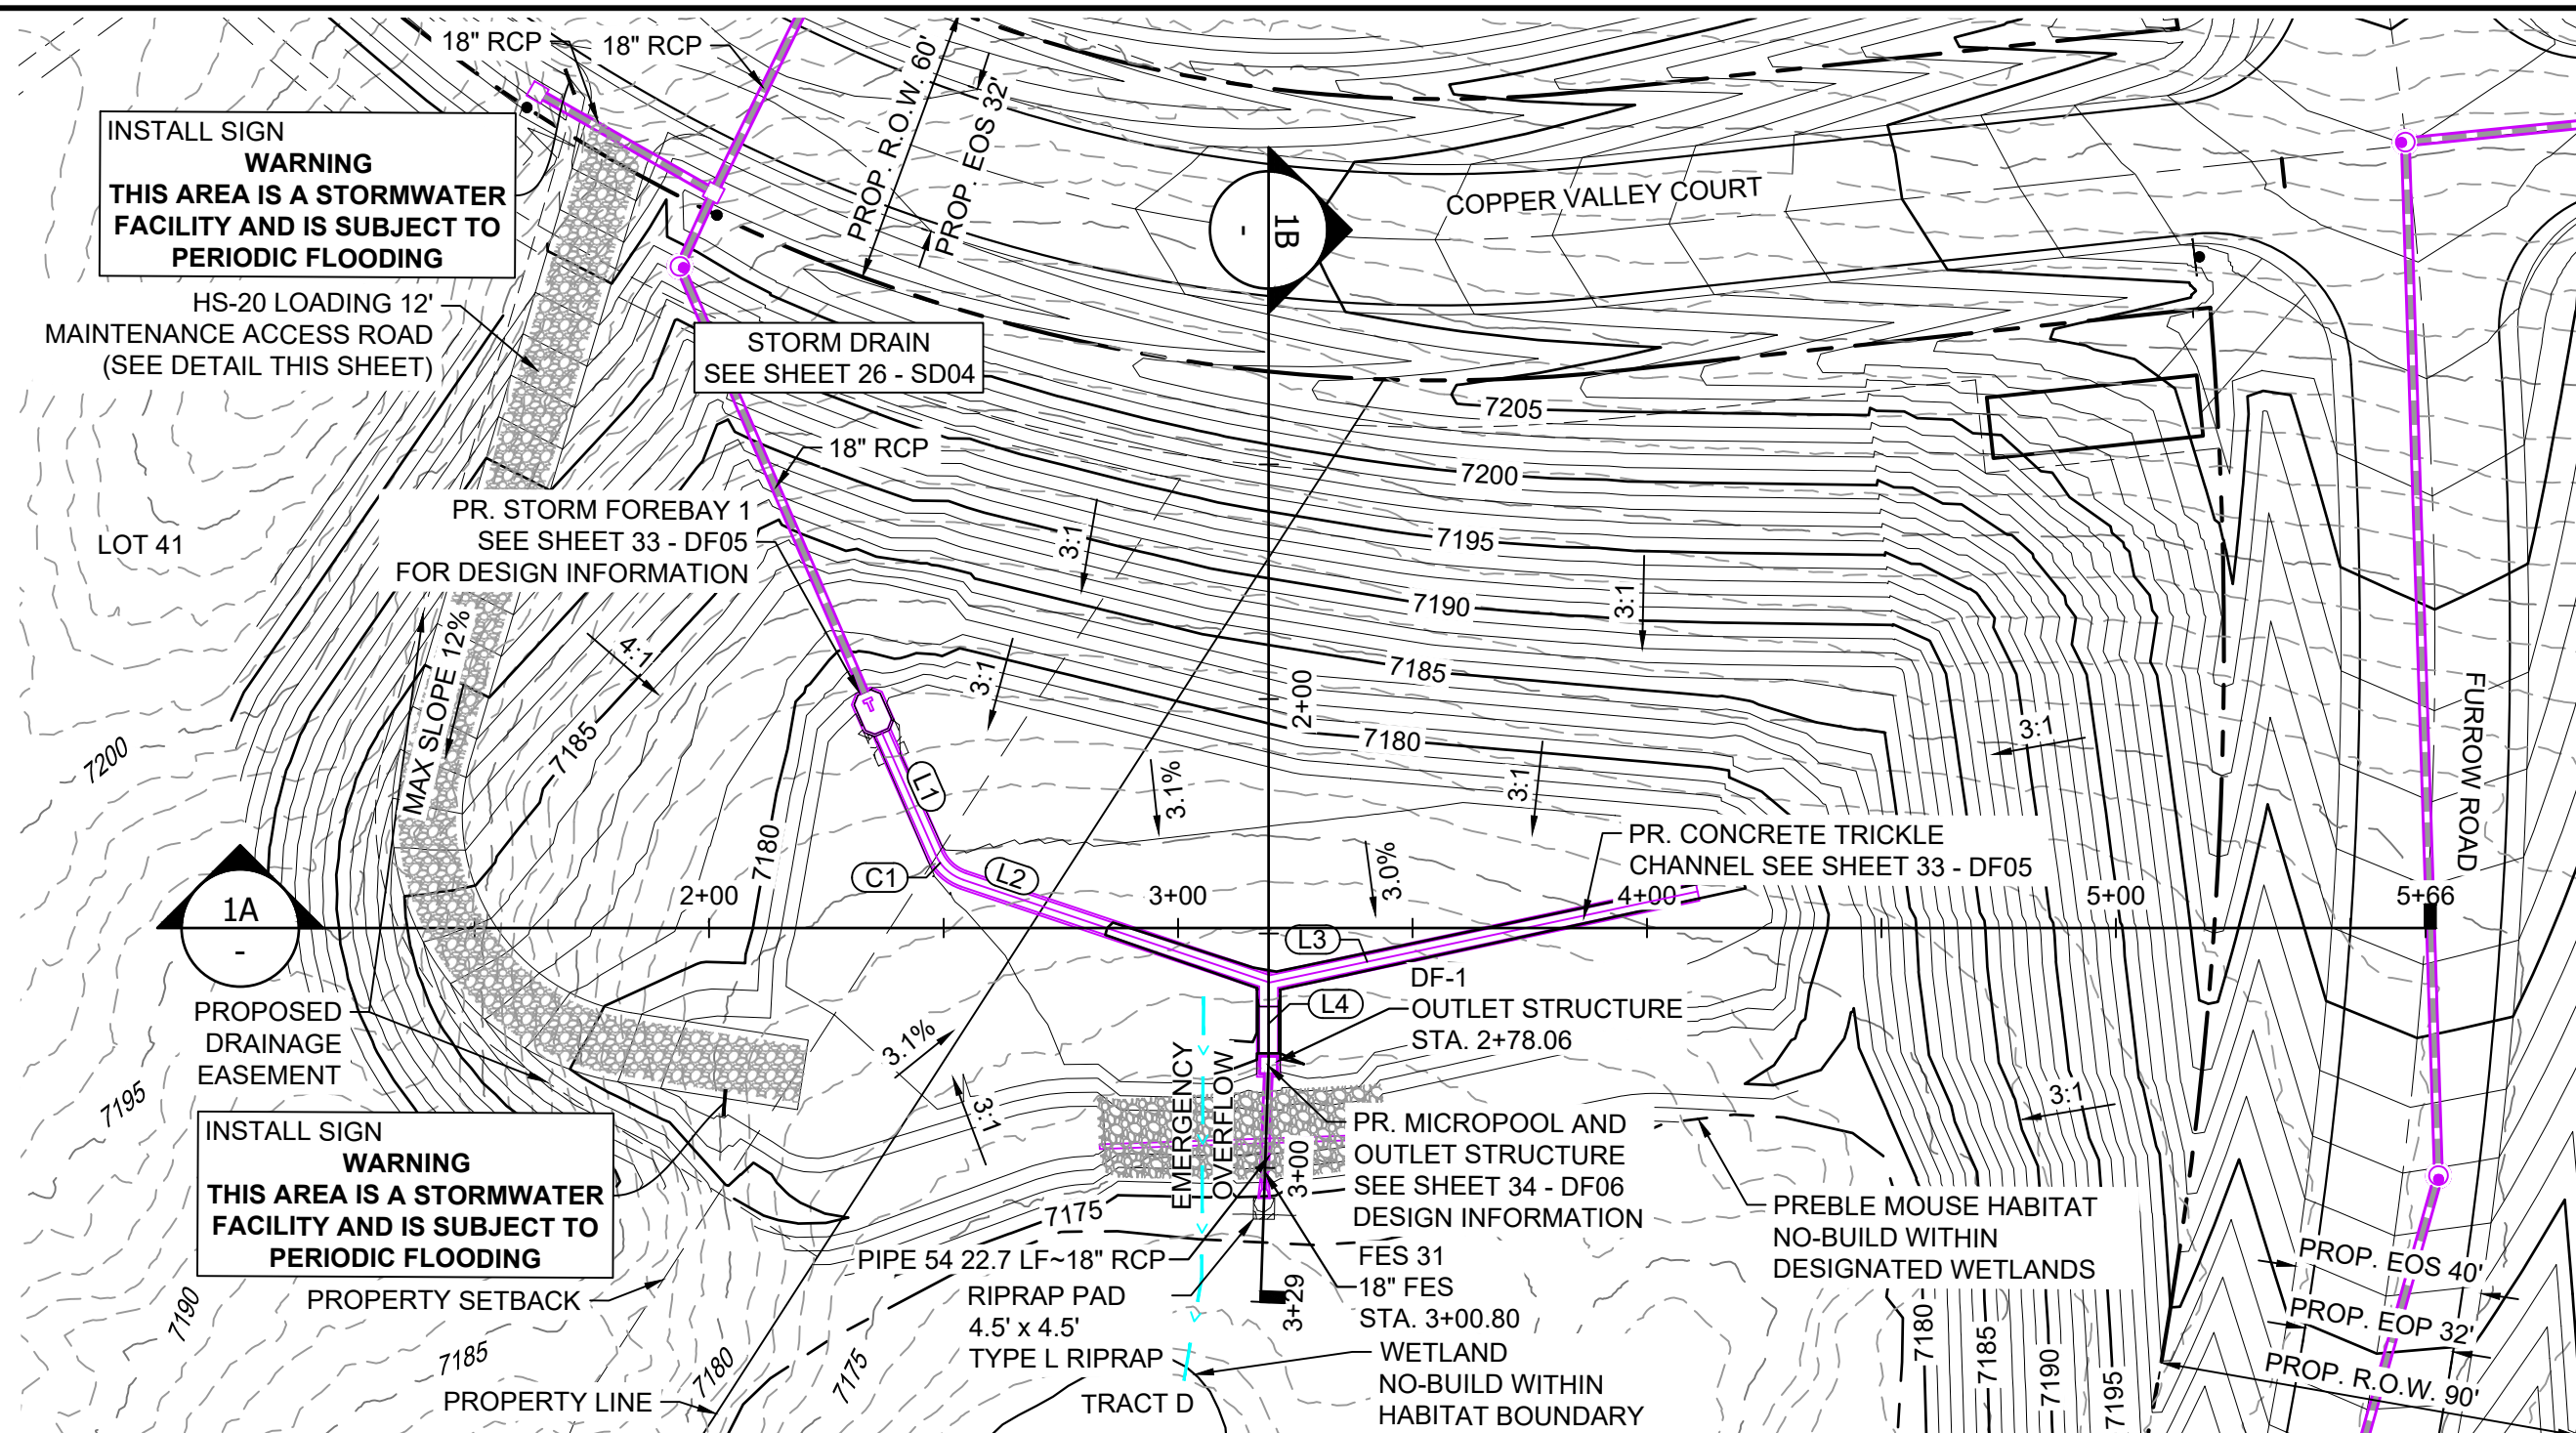 18" RCP
18" RCP
PROP. R.O.W. 60'
PROP. EOS 32'
INSTALL SIGN
WARNING
THIS AREA IS A STORMWATER
FACILITY AND IS SUBJECT TO
PERIODIC FLOODING
1B
-
COPPER VALLEY COURT
HS-20 LOADING 12'
MAINTENANCE ACCESS ROAD
(SEE DETAIL THIS SHEET)
STORM DRAIN
SEE SHEET 26 - SD04
7205
18" RCP
7200
PR. STORM FOREBAY 1
SEE SHEET 33 - DF05
FOR DESIGN INFORMATION
LOT 41
3:1
7195
7190
3:1
MAX SLOPE 12%
4:1
3:1
7185
2+00
7180
FURROW ROAD
3:1
7200
7185
L1
3.1%
3:1
7180
PR. CONCRETE TRICKLE
CHANNEL SEE SHEET 33 - DF05
C1
L2
3.0%
2+00
3+00
4+00
5+00
5+66
1A
-
L3
DF-1
OUTLET STRUCTURE
STA. 2+78.06
L4
PROPOSED
DRAINAGE
EASEMENT
3.1%
3:1
EMERGENCY
OVERFLOW
7195
3:1
INSTALL SIGN
WARNING
THIS AREA IS A STORMWATER
FACILITY AND IS SUBJECT TO
PERIODIC FLOODING
PR. MICROPOOL AND
OUTLET STRUCTURE
SEE SHEET 34 - DF06
DESIGN INFORMATION
3+00
PREBLE MOUSE HABITAT
NO-BUILD WITHIN
DESIGNATED WETLANDS
7175
PIPE 54 22.7 LF~18" RCP
FES 31
18" FES
STA. 3+00.80
RIPRAP PAD
4.5' x 4.5'
TYPE L RIPRAP
3+29
PROPERTY SETBACK
7190
7185
7180
7175
PROP. EOS 40'
PROP. EOP 32'
PROP. R.O.W. 90'
7180
7185
7190
7195
WETLAND
NO-BUILD WITHIN
HABITAT BOUNDARY
PROPERTY LINE
TRACT D